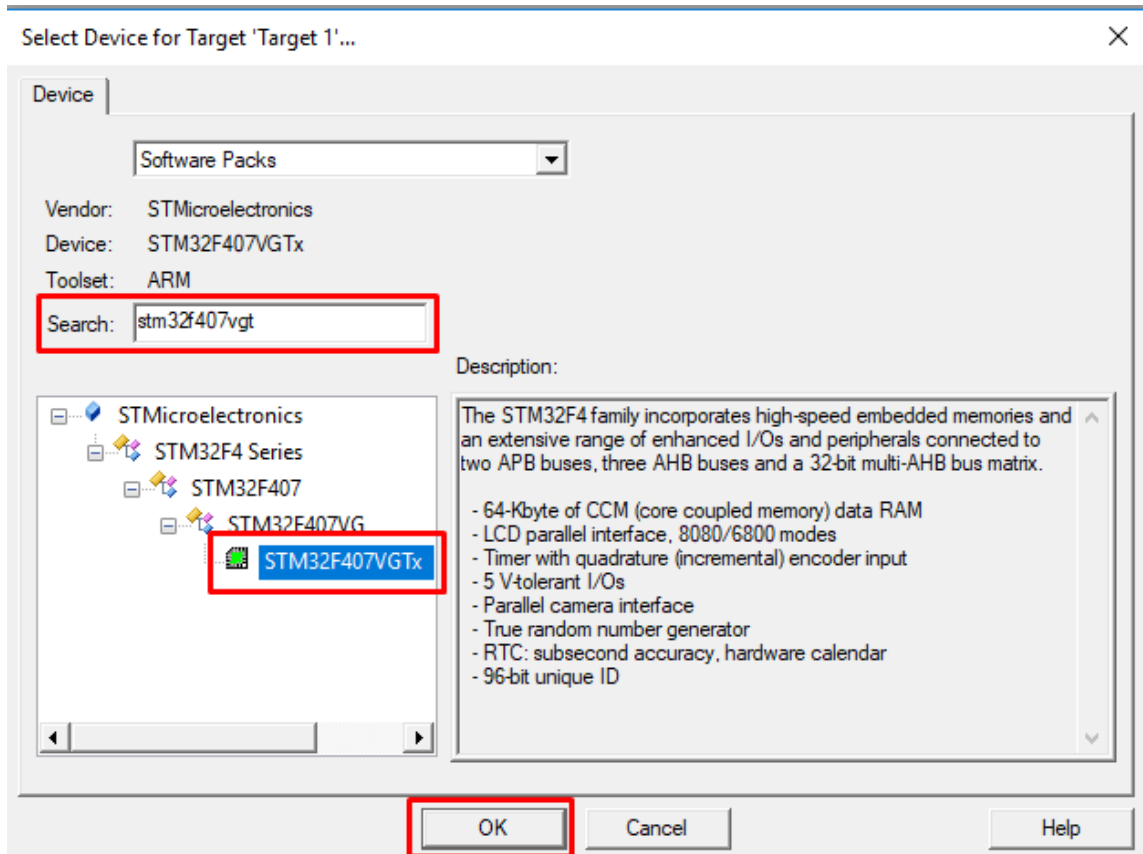 Select Device for Target 'Target 1'...
Device
Software Packs
Vendor: STMicroelectronics
Device: STM32F407VGTx
Toolset: ARM
Search: stm32f407vgt
STMicroelectronics
STM32F4 Series
STM32F407
STM32F407VG
STM32F407VGTx
Description:
The STM32F4 family incorporates high-speed embedded memories and
an extensive range of enhanced I/Os and peripherals connected to
two APB buses, three AHB buses and a 32-bit multi-AHB bus matrix.
- 64-Kbyte of CCM (core coupled memory) data RAM
- LCD parallel interface, 8080/6800 modes
- Timer with quadrature (incremental) encoder input
- 5 V-tolerant I/Os
- Parallel camera interface
- True random number generator
- RTC: subsecond accuracy, hardware calendar
- 96-bit unique ID
OK Cancel Help